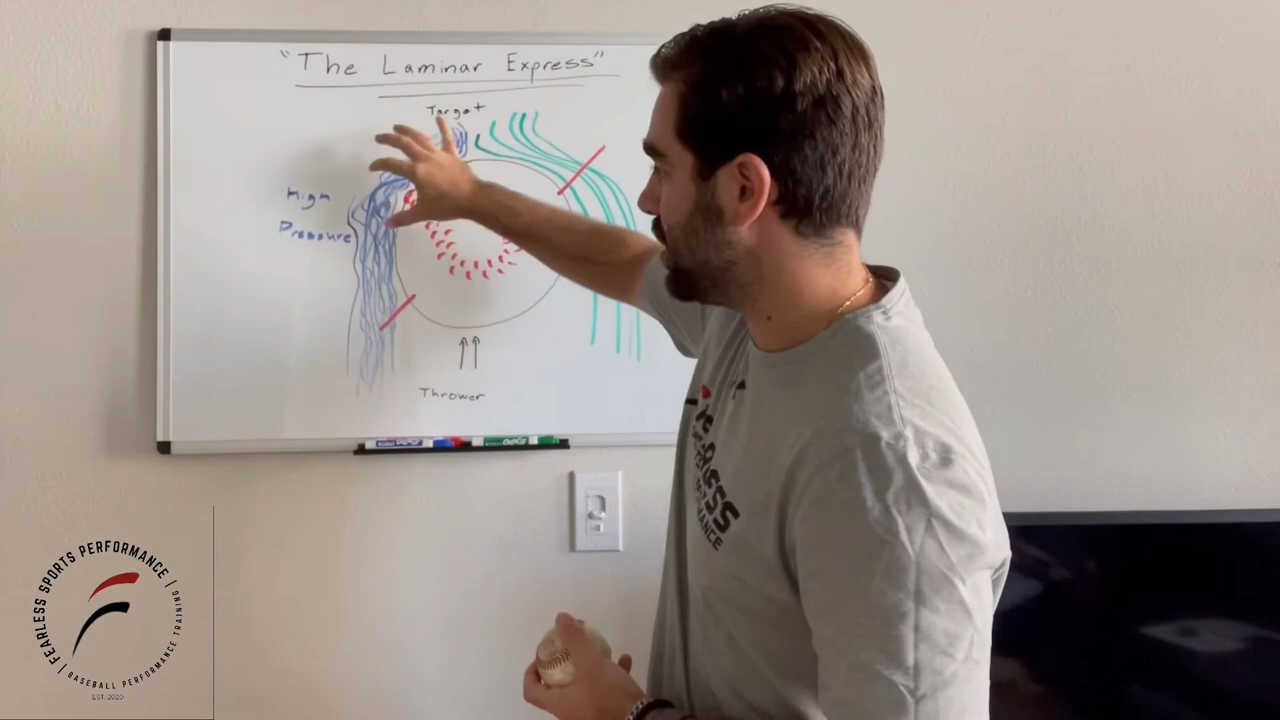 "The Laminar Express"
Target
High
Pressure
Thrower
FEARLESS SPORTS PERFORMANCE
BASEBALL PERFORMANCE TRAINING
EST. 2020